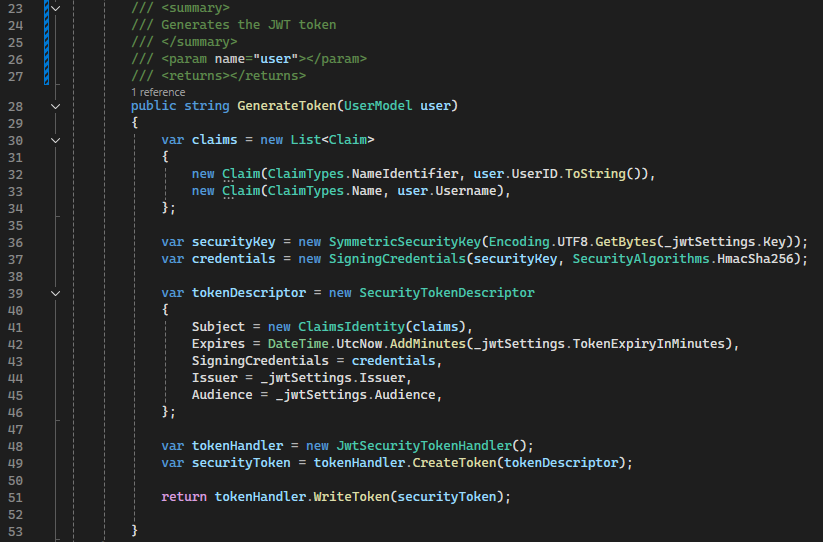 23 /// <summary>
24 /// Generates the JWT token
25 /// </summary>
26 /// <param name="user"></param>
27 /// <returns></returns>
1 reference
28 public string GenerateToken(UserModel user)
29 {
30 var claims = new List<Claim>
31 {
32 new Claim(ClaimTypes.NameIdentifier, user.UserID.ToString()),
33 new Claim(ClaimTypes.Name, user.Username),
34 };
35
36 var securityKey = new SymmetricSecurityKey(Encoding.UTF8.GetBytes(_jwtSettings.Key));
37 var credentials = new SigningCredentials(securityKey, SecurityAlgorithms.HmacSha256);
38
39 var tokenDescriptor = new SecurityTokenDescriptor
40 {
41 Subject = new ClaimsIdentity(claims),
42 Expires = DateTime.UtcNow.AddMinutes(_jwtSettings.TokenExpiryInMinutes),
43 SigningCredentials = credentials,
44 Issuer = _jwtSettings.Issuer,
45 Audience = _jwtSettings.Audience,
46 };
47
48 var tokenHandler = new JwtSecurityTokenHandler();
49 var securityToken = tokenHandler.CreateToken(tokenDescriptor);
50
51 return tokenHandler.WriteToken(securityToken);
52
53 }